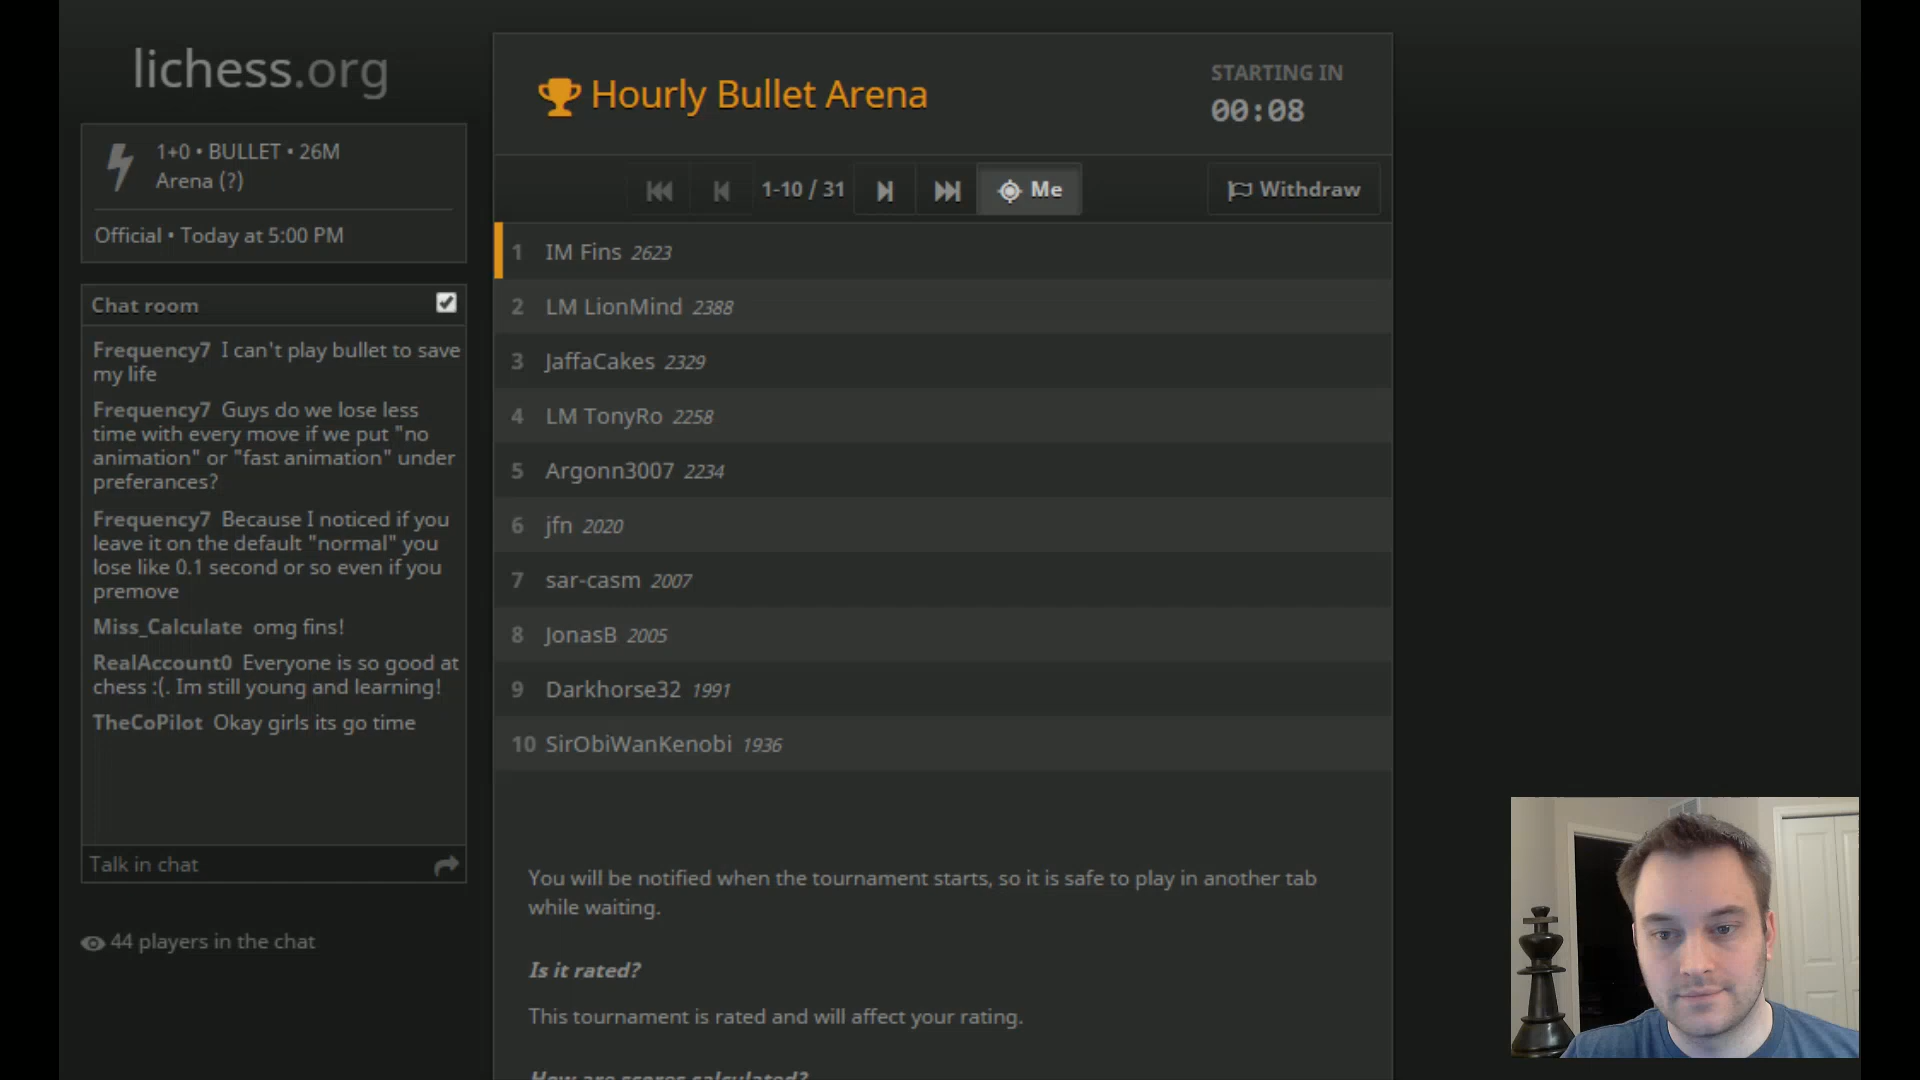 lichess.org
1+0 • BULLET • 26M
Arena (?)
Official • Today at 5:00 PM
Chat room
Frequency7 I can't play bullet to save
my life
Frequency7 Guys do we lose less
time with every move if we put "no
animation" or "fast animation" under
preferances?
Frequency7 Because I noticed if you
leave it on the default "normal" you
lose like 0.1 second or so even if you
premove
Miss_Calculate omg fins!
RealAccount0 Everyone is so good at
chess :(. Im still young and learning!
TheCoPilot Okay girls its go time
Talk in chat
44 players in the chat
Hourly Bullet Arena
STARTING IN
00:08
1-10 / 31
Me
Withdraw
1 IM Fins 2623
2 LM LionMind 2388
3 JaffaCakes 2329
4 LM TonyRo 2258
5 Argonn3007 2234
6 jfn 2020
7 sar-casm 2007
8 JonasB 2005
9 Darkhorse32 1991
10 SirObiWanKenobi 1936
You will be notified when the tournament starts, so it is safe to play in another tab
while waiting.
Is it rated?
This tournament is rated and will affect your rating.
How are scores calculated?